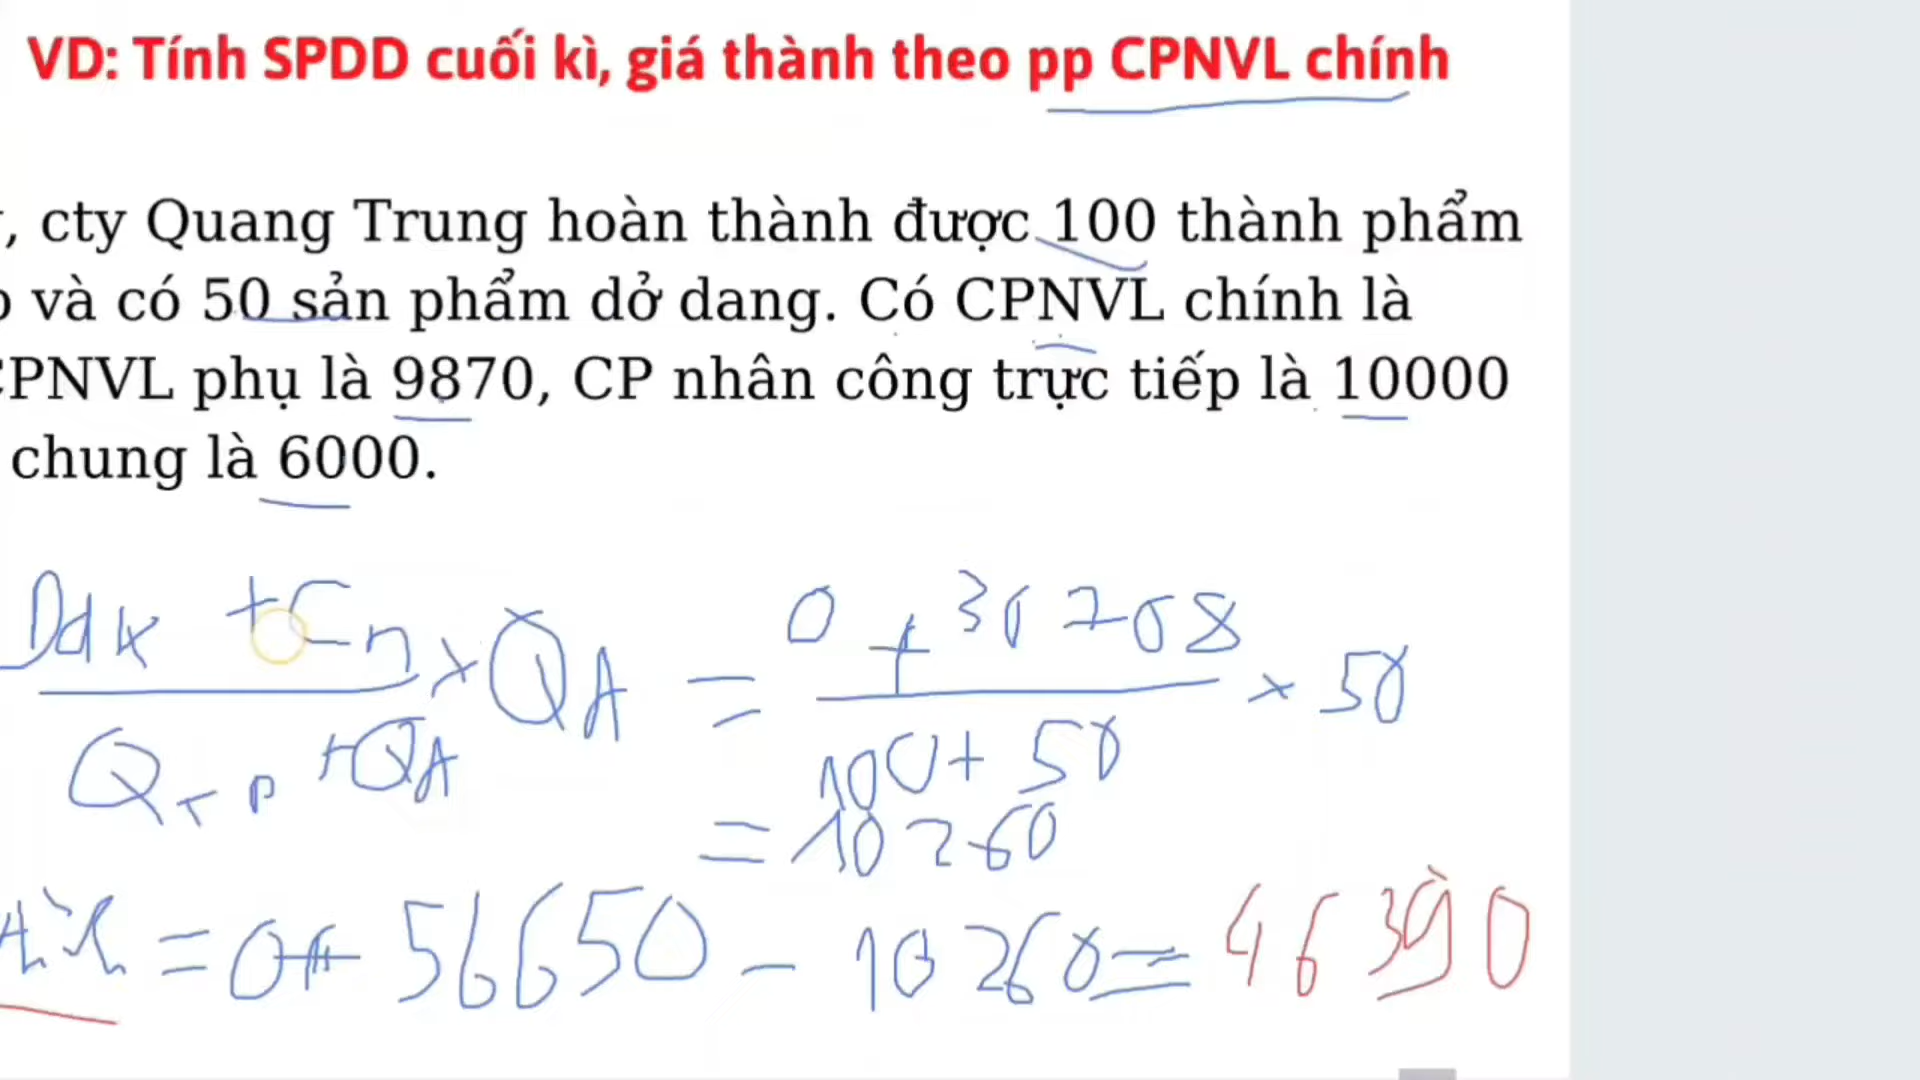 VD: Tính SPDD cuối kì, giá thành theo pp CPNVL chính
, cty Quang Trung hoàn thành được 100 thành phẩm
và có 50 sản phẩm dở dang. Có CPNVL chính là
CPNVL phụ là 9870, CP nhân công trực tiếp là 10000
chung là 6000.
Ddk + Cn × QA = 0 + 30768 × 50
QTP + QA 100 + 50
= 10260
= 0 + 56650 - 10260 = 46390